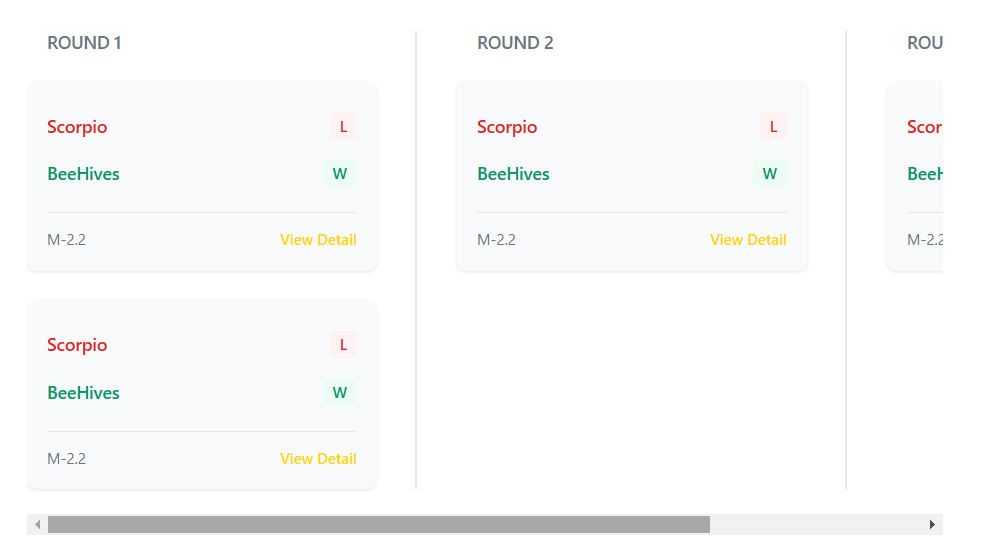 ROUND 1
Scorpio L
BeeHives W
M-2.2 View Detail
Scorpio L
BeeHives W
M-2.2 View Detail
ROUND 2
Scorpio L
BeeHives W
M-2.2 View Detail
ROU
Scor
Bee
M-2.2